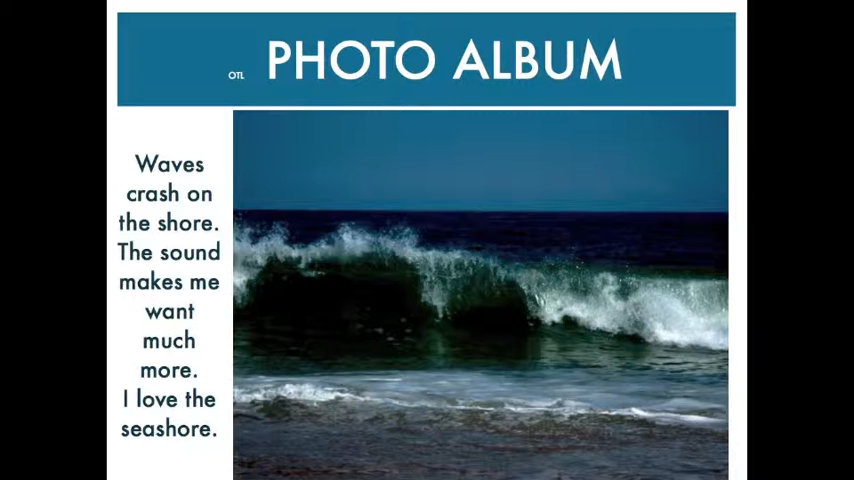 OTL PHOTO ALBUM
Waves
crash on
the shore.
The sound
makes me
want
much
more.
I love the
seashore.